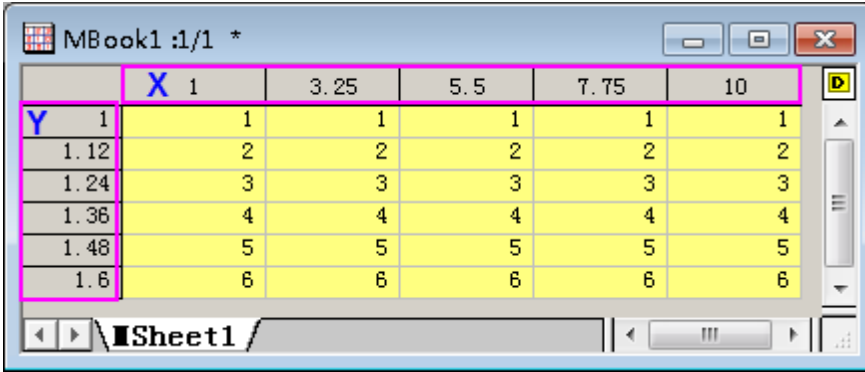 MBook1 :1/1 *
X 1 3.25 5.5 7.75 10 D
Y 1 1 1 1 1 1
1.12 2 2 2 2 2
1.24 3 3 3 3 3
1.36 4 4 4 4 4
1.48 5 5 5 5 5
1.6 6 6 6 6 6
MSheet1